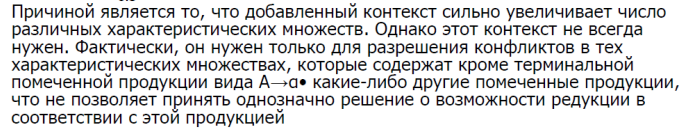 Причиной является то, что добавленный контекст сильно увеличивает число
различных характеристических множеств. Однако этот контекст не всегда
нужен. Фактически, он нужен только для разрешения конфликтов в тех
характеристических множествах, которые содержат кроме терминальной
помеченной продукции вида A→α• какие-либо другие помеченные продукции,
что не позволяет принять однозначно решение о возможности редукции в
соответствии с этой продукцией